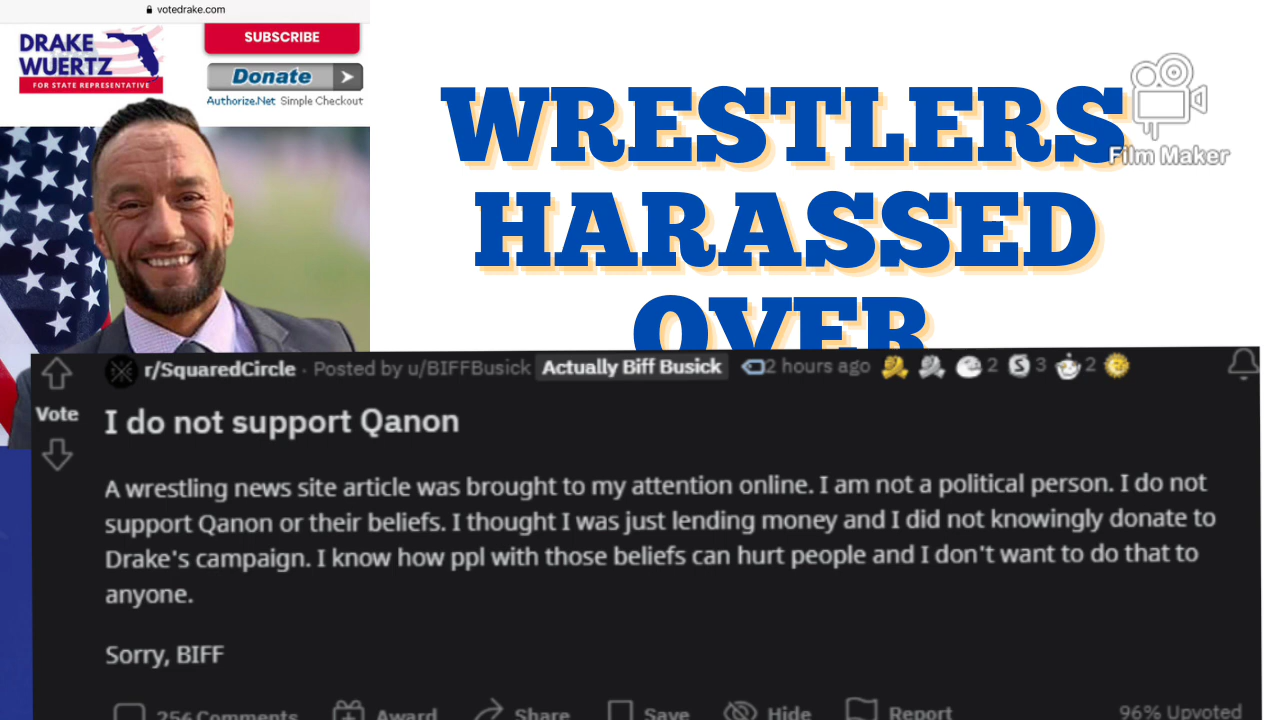 votedrake.com
DRAKE
WUERTZ
FOR STATE REPRESENTATIVE
SUBSCRIBE
Donate
Authorize.Net Simple Checkout
WRESTLERS
HARASSED
OVER
Film Maker
r/SquaredCircle · Posted by u/BIFFBusick Actually Biff Busick 2 hours ago 2 3 2
Vote
I do not support Qanon
A wrestling news site article was brought to my attention online. I am not a political person. I do not
support Qanon or their beliefs. I thought I was just lending money and I did not knowingly donate to
Drake's campaign. I know how ppl with those beliefs can hurt people and I don't want to do that to
anyone.
Sorry, BIFF
256 Comments Award Share Save Hide Report 96% Upvoted